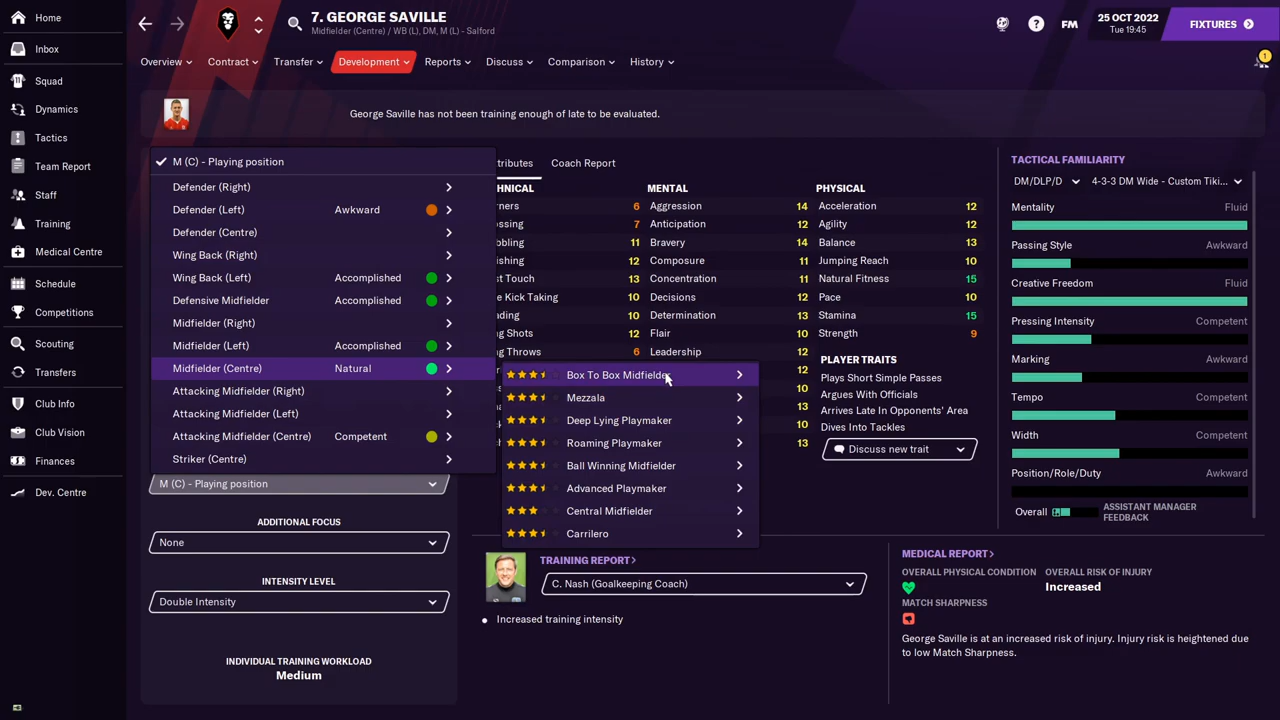 Home
Inbox
Squad
Dynamics
Tactics
Team Report
Staff
Training
Medical Centre
Schedule
Competitions
Scouting
Transfers
Club Info
Club Vision
Finances
Dev. Centre
7. GEORGE SAVILLE
Midfielder (Centre) / WB (L), DM, M (L) - Salford
FM
25 OCT 2022
Tue 19:45
FIXTURES
1
Overview
Contract
Transfer
Development
Reports
Discuss
Comparison
History
George Saville has not been training enough of late to be evaluated.
M (C) - Playing position
Defender (Right)
Defender (Left) Awkward
Defender (Centre)
Wing Back (Right)
Wing Back (Left) Accomplished
Defensive Midfielder Accomplished
Midfielder (Right)
Midfielder (Left) Accomplished
Midfielder (Centre) Natural
Attacking Midfielder (Right)
Attacking Midfielder (Left)
Attacking Midfielder (Centre) Competent
Striker (Centre)
M (C) - Playing position
ADDITIONAL FOCUS
None
INTENSITY LEVEL
Double Intensity
INDIVIDUAL TRAINING WORKLOAD
Medium
Box To Box Midfielder
Mezzala
Deep Lying Playmaker
Roaming Playmaker
Ball Winning Midfielder
Advanced Playmaker
Central Midfielder
Carrilero
ributes
Coach Report
HNICAL
rners 6
ossing 7
bbling 11
ishing 12
st Touch 13
e Kick Taking 10
ading 10
ng Shots 12
ng Throws 6
MENTAL
Aggression 14
Anticipation 12
Bravery 14
Composure 11
Concentration 11
Decisions 12
Determination 13
Flair 10
Leadership 12
12
10
13
10
13
PHYSICAL
Acceleration 12
Agility 12
Balance 13
Jumping Reach 10
Natural Fitness 15
Pace 10
Stamina 15
Strength 9
PLAYER TRAITS
Plays Short Simple Passes
Argues With Officials
Arrives Late In Opponents' Area
Dives Into Tackles
Discuss new trait
TACTICAL FAMILIARITY
DM/DLP/D
4-3-3 DM Wide - Custom Tiki...
Mentality Fluid
Passing Style Awkward
Creative Freedom Fluid
Pressing Intensity Competent
Marking Competent
Tempo Competent
Width Competent
Position/Role/Duty Awkward
Overall
ASSISTANT MANAGER
FEEDBACK
TRAINING REPORT
C. Nash (Goalkeeping Coach)
Increased training intensity
MEDICAL REPORT
OVERALL PHYSICAL CONDITION
OVERALL RISK OF INJURY
Increased
MATCH SHARPNESS
George Saville is at an increased risk of injury. Injury risk is heightened due
to low Match Sharpness.